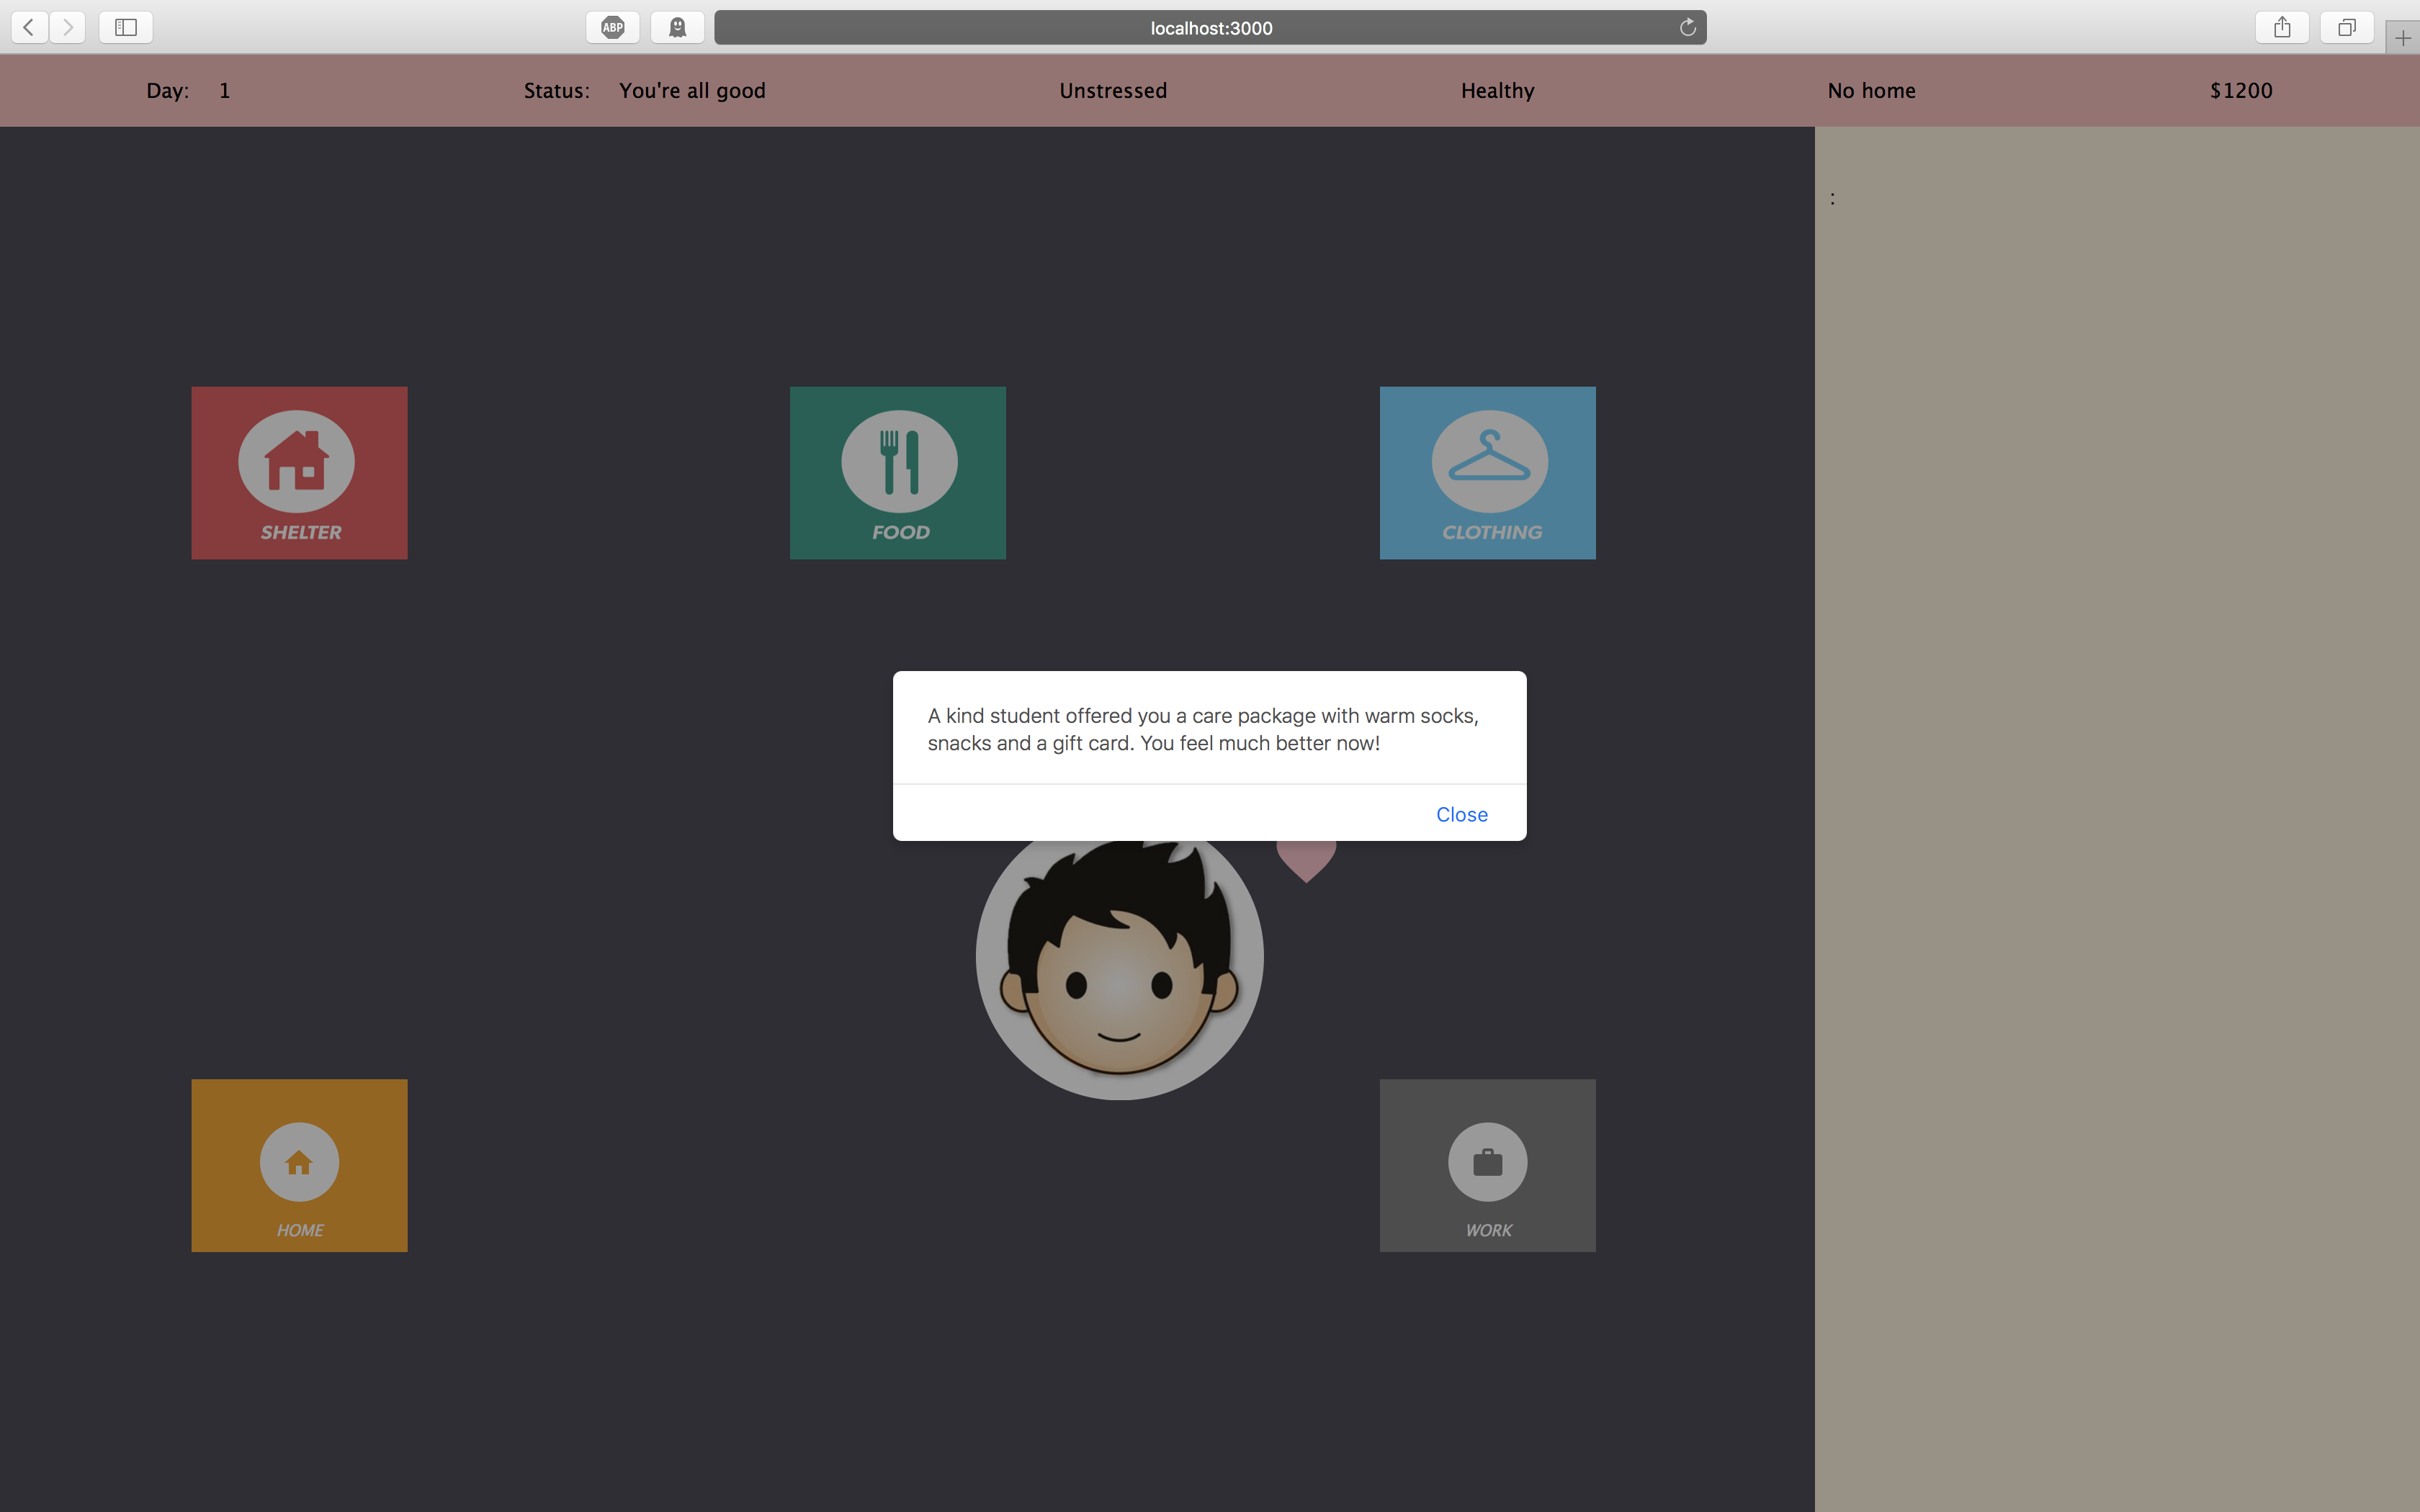 ABP
localhost:3000
Day: 1 Status: You're all good Unstressed Healthy No home $1200
:
SHELTER FOOD CLOTHING
A kind student offered you a care package with warm socks,
snacks and a gift card. You feel much better now!
Close
HOME WORK